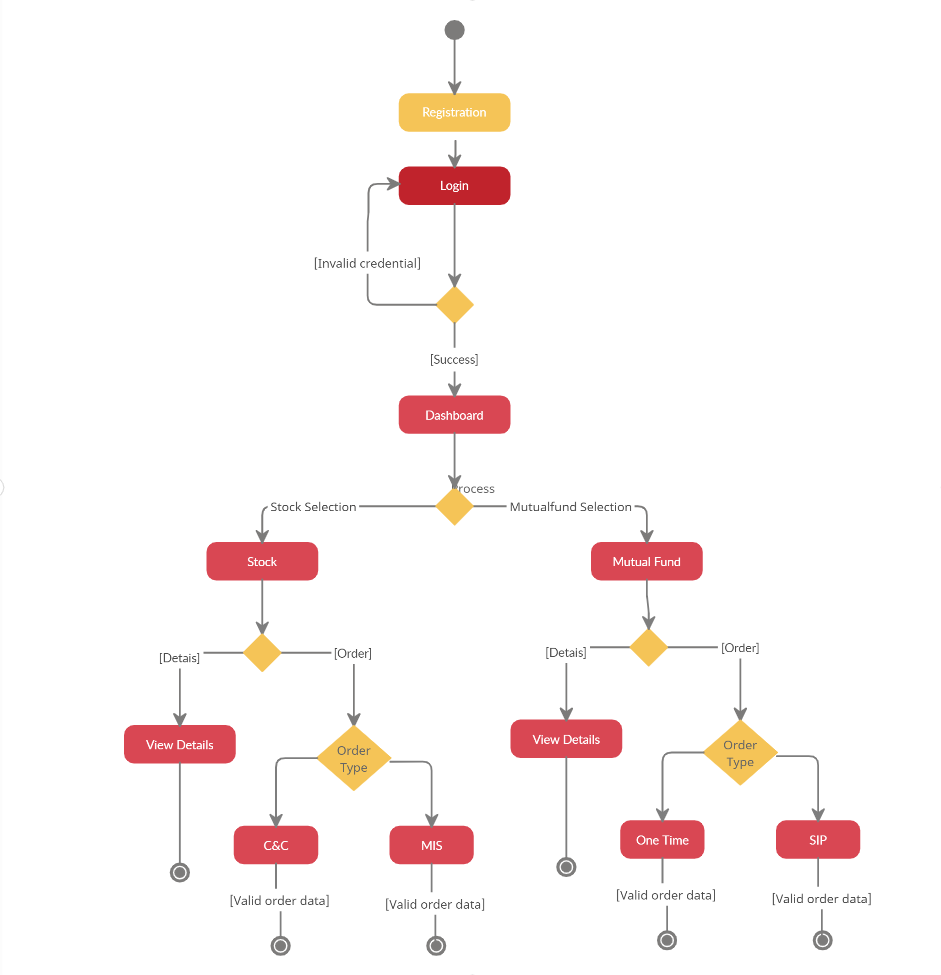 Registration
Login
[Invalid credential]
[Success]
Dashboard
Process
Stock Selection
Mutualfund Selection
Stock
Mutual Fund
[Detais]
[Order]
[Detais]
[Order]
View Details
Order
Type
View Details
Order
Type
C&C
MIS
One Time
SIP
[Valid order data]
[Valid order data]
[Valid order data]
[Valid order data]